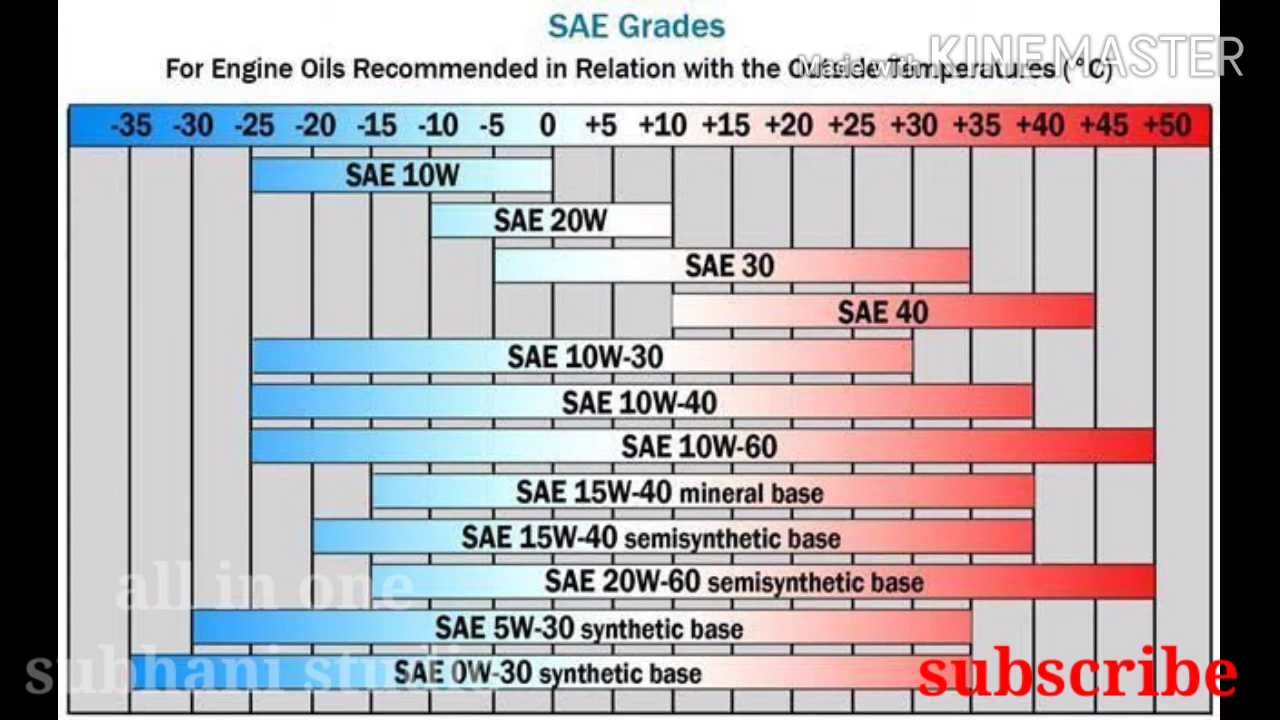 SAE Grades
Made with KINEMASTER
For Engine Oils Recommended in Relation with the Outside Temperatures (°C)
-35 -30 -25 -20 -15 -10 -5 0 +5 +10 +15 +20 +25 +30 +35 +40 +45 +50
SAE 10W
SAE 20W
SAE 30
SAE 40
SAE 10W-30
SAE 10W-40
SAE 10W-60
SAE 15W-40 mineral base
SAE 15W-40 semisynthetic base
SAE 20W-60 semisynthetic base
all in one
SAE 5W-30 synthetic base
subhani studio
SAE 0W-30 synthetic base
subscribe